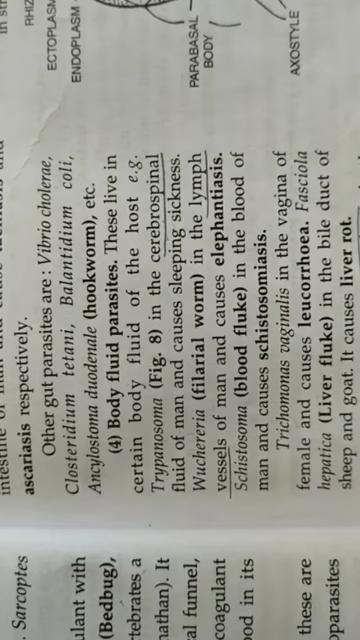 RHIZ
ECTOPLASM
ENDOPLASM
PARABASAL
BODY
AXOSTYLE
ascariasis respectively.
Other gut parasites are : Vibrio cholerae,
Closteridium tetani, Balantidium coli,
Ancylostoma duodenale (hookworm), etc.
(4) Body fluid parasites. These live in
certain body fluid of the host e.g.
Trypanosoma (Fig. 8) in the cerebrospinal
fluid of man and causes sleeping sickness.
Wuchereria (filarial worm) in the lymph
vessels of man and causes elephantiasis.
Schistosoma (blood fluke) in the blood of
man and causes schistosomiasis.
Trichomonas vaginalis in the vagina of
female and causes leucorrhoea. Fasciola
hepatica (Liver fluke) in the bile duct of
sheep and goat. It causes liver rot.
. Sarcoptes
ulant with
(Bedbug),
tebrates a
nathan). It
al funnel,
coagulant
ood in its
these are
oparasites